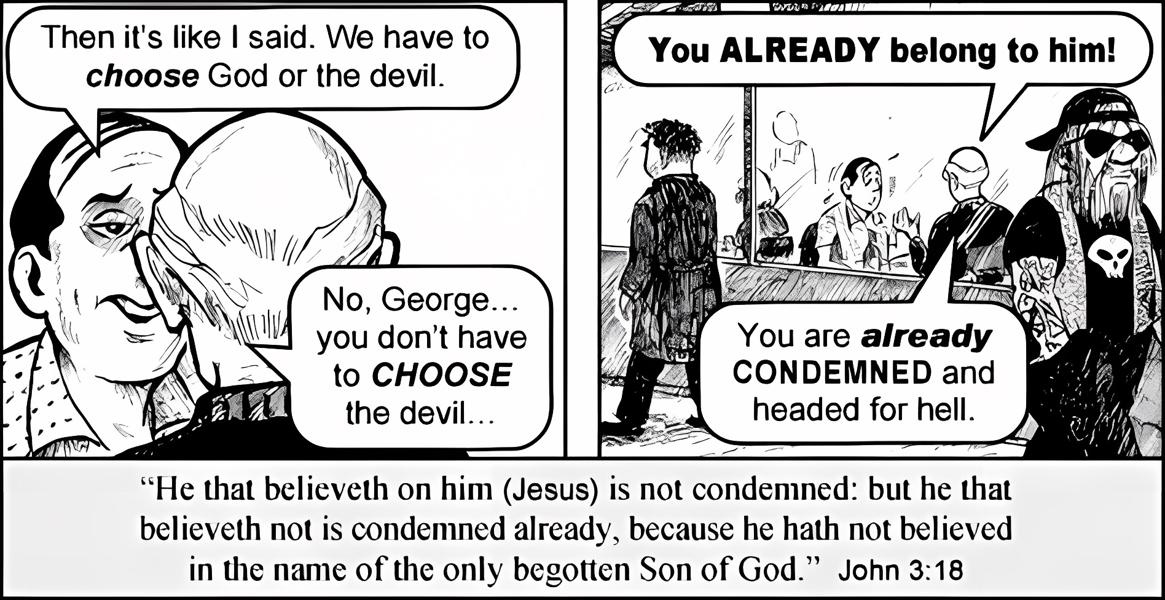 Then it's like I said. We have to
choose God or the devil.
No, George...
you don't have
to CHOOSE
the devil...
You ALREADY belong to him!
You are already
CONDEMNED and
headed for hell.
“He that believeth on him (Jesus) is not condemned: but he that
believeth not is condemned already, because he hath not believed
in the name of the only begotten Son of God.” John 3:18